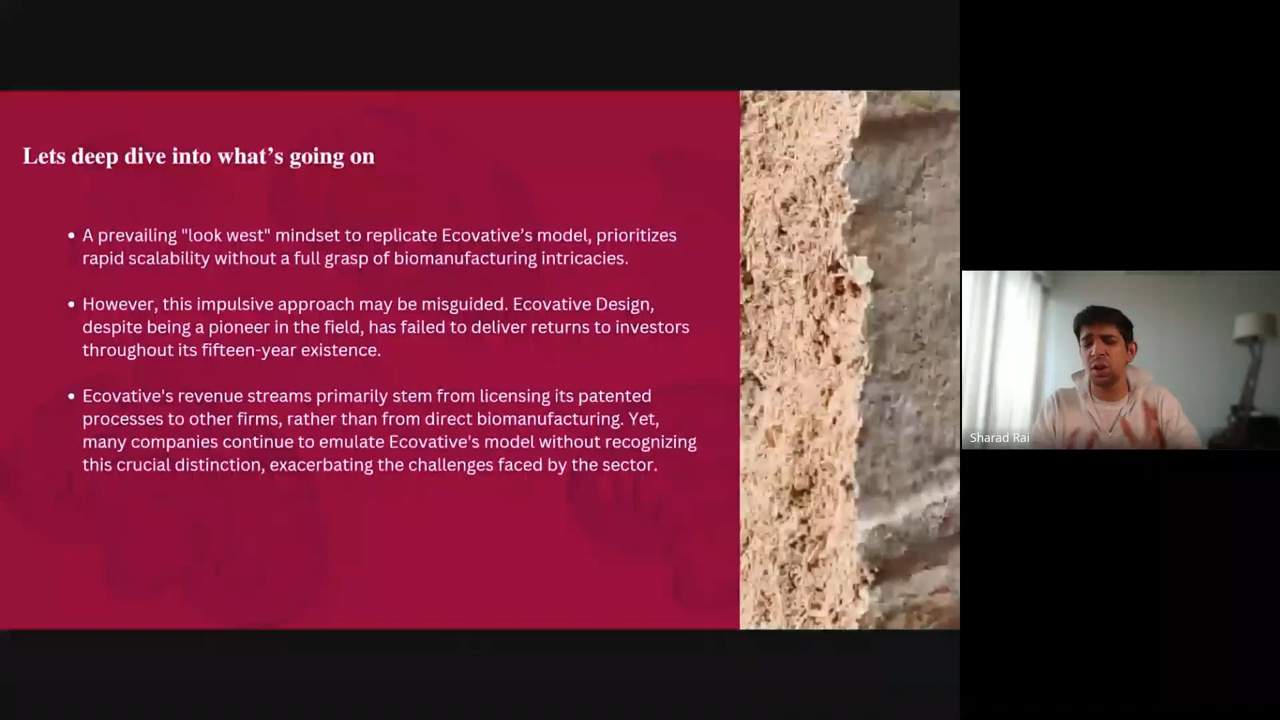 Lets deep dive into what’s going on
• A prevailing "look west" mindset to replicate Ecovative’s model, prioritizes
rapid scalability without a full grasp of biomanufacturing intricacies.
• However, this impulsive approach may be misguided. Ecovative Design,
despite being a pioneer in the field, has failed to deliver returns to investors
throughout its fifteen-year existence.
• Ecovative's revenue streams primarily stem from licensing its patented
processes to other firms, rather than from direct biomanufacturing. Yet,
many companies continue to emulate Ecovative's model without recognizing
this crucial distinction, exacerbating the challenges faced by the sector.
Sharad Rai